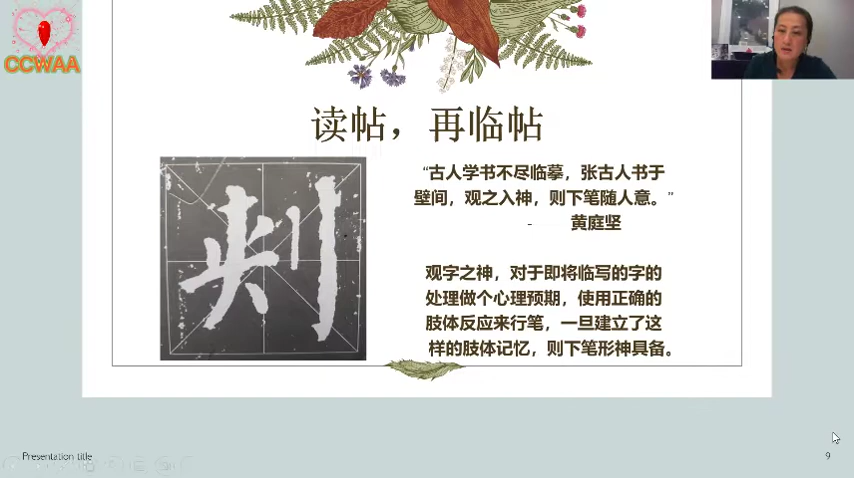 CCWAA
读帖，再临帖
“古人学书不尽临摹，张古人书于
壁间，观之入神，则下笔随人意。”
- 黄庭坚
观字之神，对于即将临写的字的
处理做个心理预期，使用正确的
肢体反应来行笔，一旦建立了这
样的肢体记忆，则下笔形神具备。
Presentation title
9